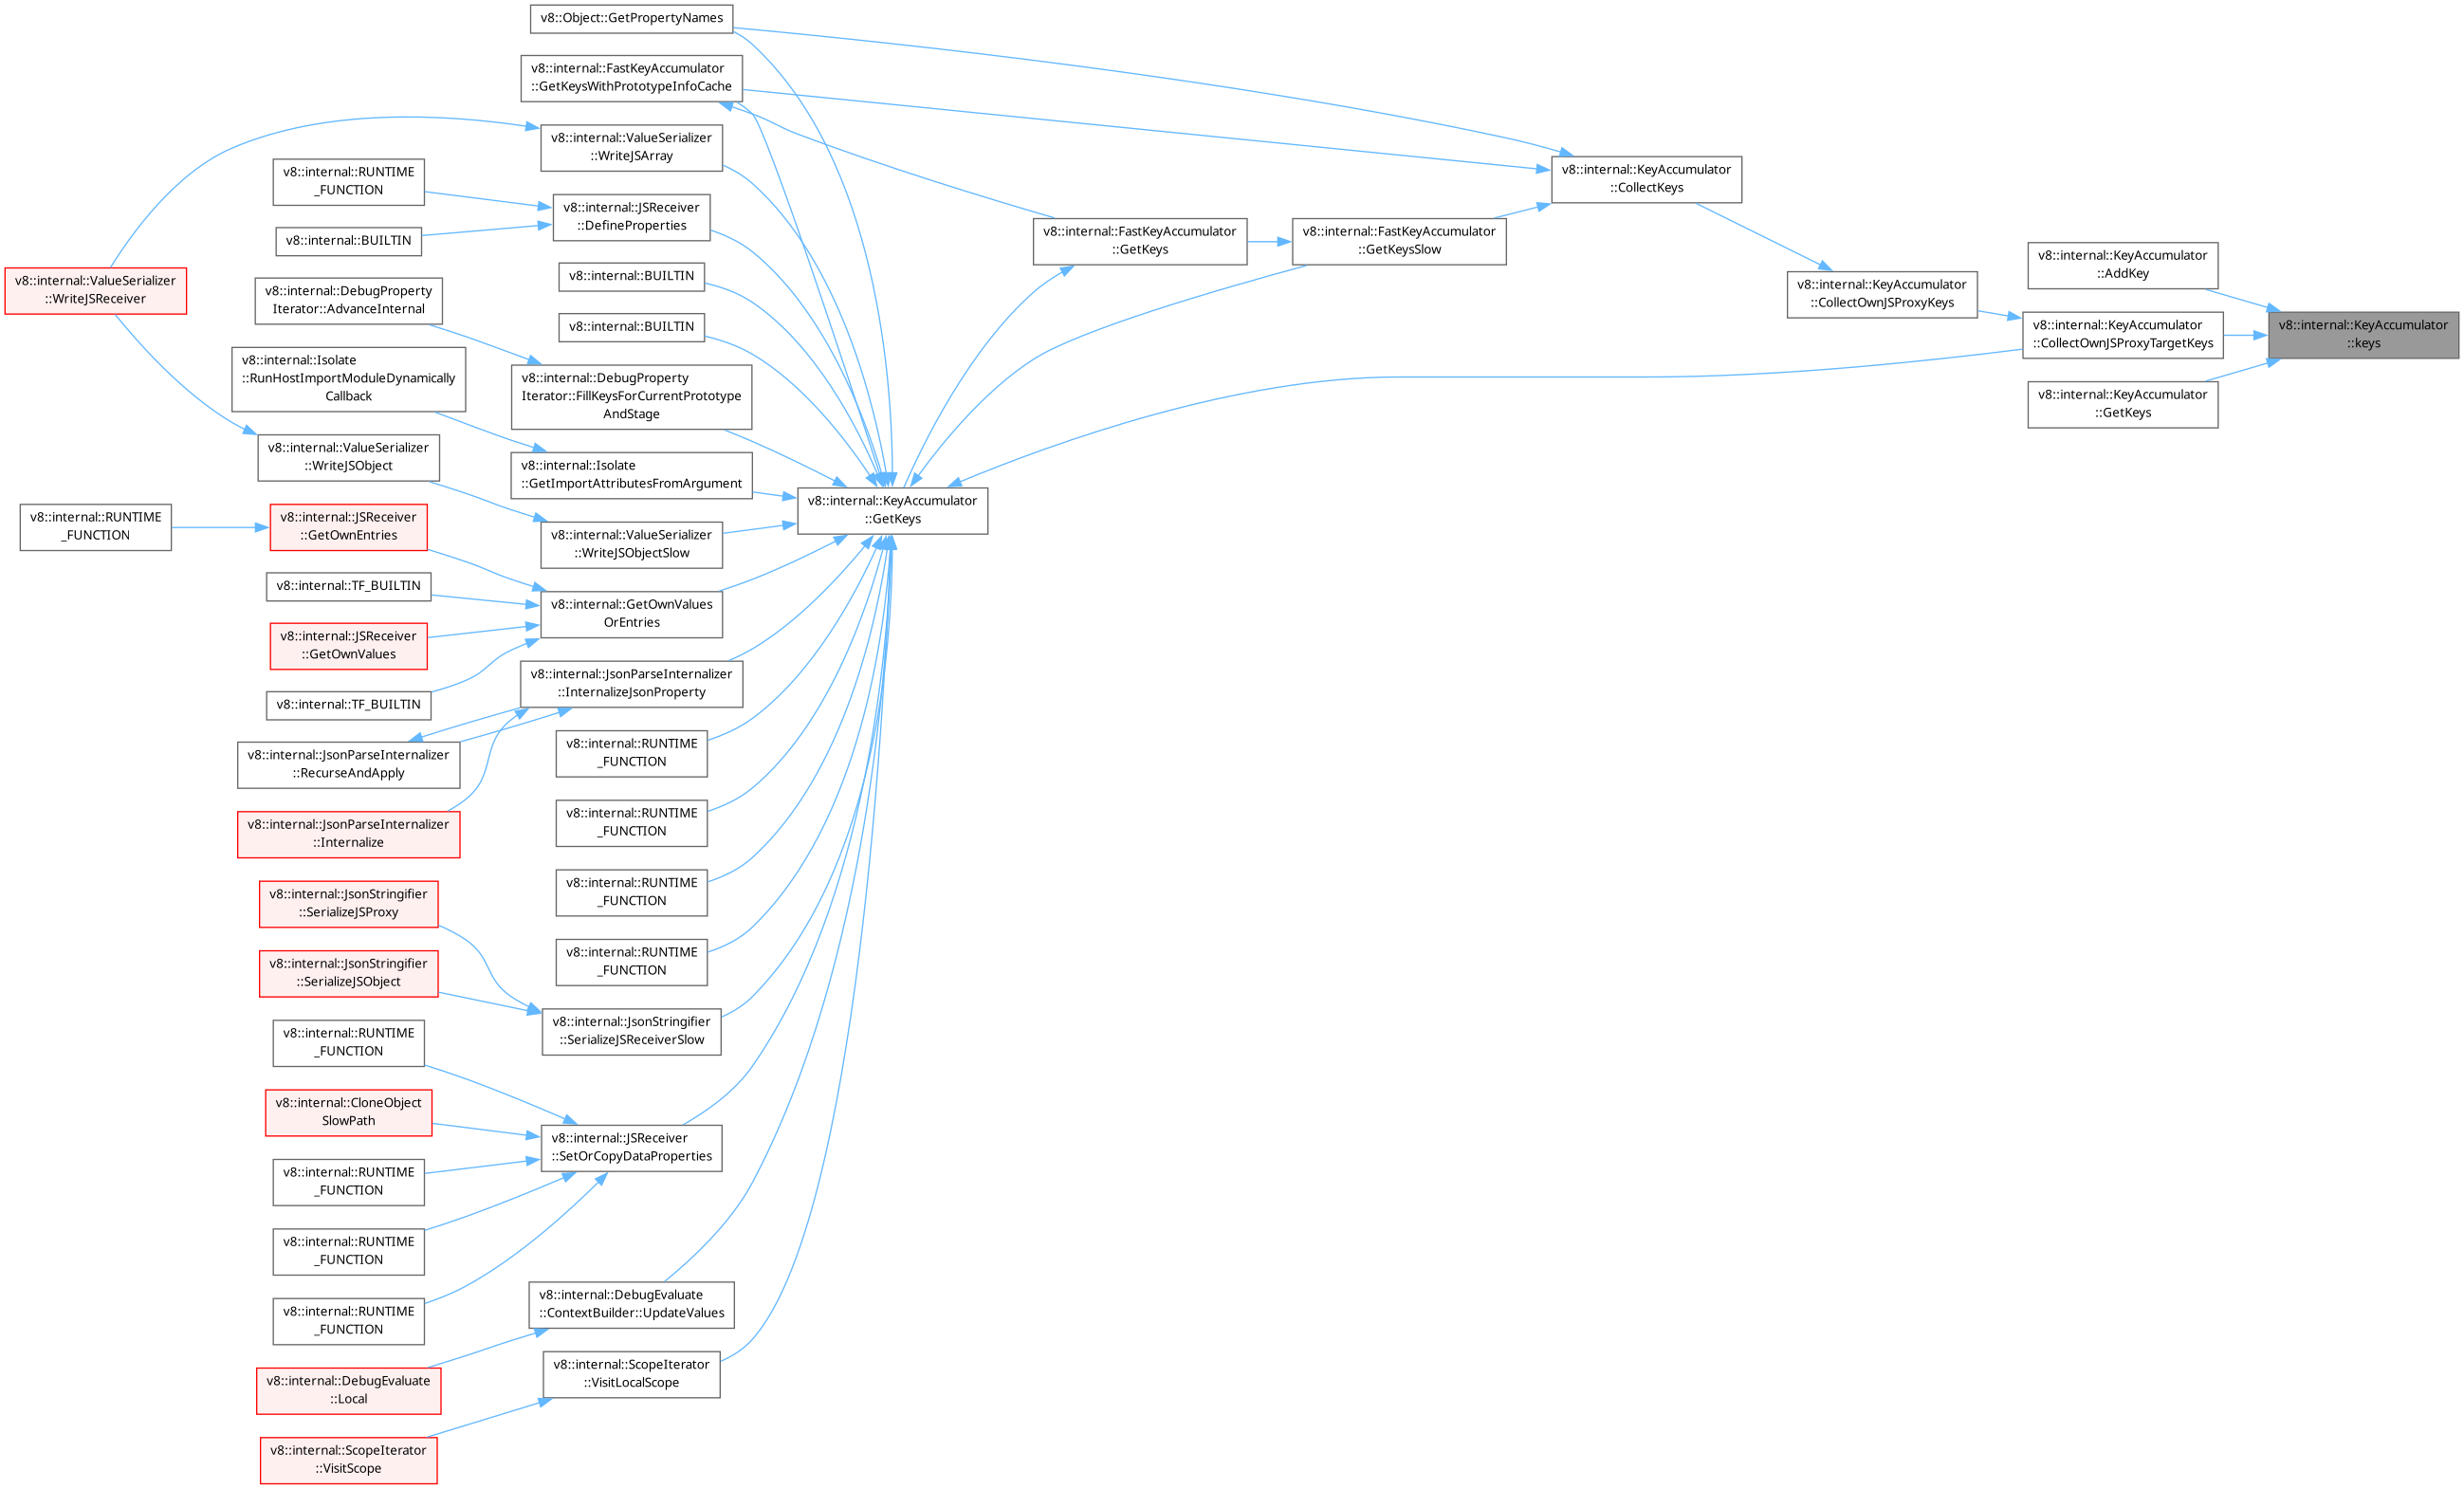 v8::Object::GetPropertyNames
v8::internal::FastKeyAccumulator
::GetKeysWithPrototypeInfoCache
v8::internal::ValueSerializer
::WriteJSArray
v8::internal::RUNTIME
_FUNCTION
v8::internal::JSReceiver
::DefineProperties
v8::internal::BUILTIN
v8::internal::BUILTIN
v8::internal::ValueSerializer
::WriteJSReceiver
v8::internal::DebugProperty
Iterator::AdvanceInternal
v8::internal::BUILTIN
v8::internal::Isolate
::RunHostImportModuleDynamically
Callback
v8::internal::DebugProperty
Iterator::FillKeysForCurrentPrototype
AndStage
v8::internal::ValueSerializer
::WriteJSObject
v8::internal::Isolate
::GetImportAttributesFromArgument
v8::internal::RUNTIME
_FUNCTION
v8::internal::JSReceiver
::GetOwnEntries
v8::internal::ValueSerializer
::WriteJSObjectSlow
v8::internal::TF_BUILTIN
v8::internal::GetOwnValues
OrEntries
v8::internal::JSReceiver
::GetOwnValues
v8::internal::TF_BUILTIN
v8::internal::JsonParseInternalizer
::InternalizeJsonProperty
v8::internal::JsonParseInternalizer
::RecurseAndApply
v8::internal::RUNTIME
_FUNCTION
v8::internal::JsonParseInternalizer
::Internalize
v8::internal::RUNTIME
_FUNCTION
v8::internal::JsonStringifier
::SerializeJSProxy
v8::internal::RUNTIME
_FUNCTION
v8::internal::JsonStringifier
::SerializeJSObject
v8::internal::RUNTIME
_FUNCTION
v8::internal::RUNTIME
_FUNCTION
v8::internal::JsonStringifier
::SerializeJSReceiverSlow
v8::internal::CloneObject
SlowPath
v8::internal::JSReceiver
::SetOrCopyDataProperties
v8::internal::RUNTIME
_FUNCTION
v8::internal::RUNTIME
_FUNCTION
v8::internal::RUNTIME
_FUNCTION
v8::internal::DebugEvaluate
::ContextBuilder::UpdateValues
v8::internal::DebugEvaluate
::Local
v8::internal::ScopeIterator
::VisitLocalScope
v8::internal::ScopeIterator
::VisitScope
v8::internal::KeyAccumulator
::GetKeys
v8::internal::FastKeyAccumulator
::GetKeys
v8::internal::FastKeyAccumulator
::GetKeysSlow
v8::internal::KeyAccumulator
::CollectKeys
v8::internal::KeyAccumulator
::CollectOwnJSProxyKeys
v8::internal::KeyAccumulator
::AddKey
v8::internal::KeyAccumulator
::CollectOwnJSProxyTargetKeys
v8::internal::KeyAccumulator
::GetKeys
v8::internal::KeyAccumulator
::keys